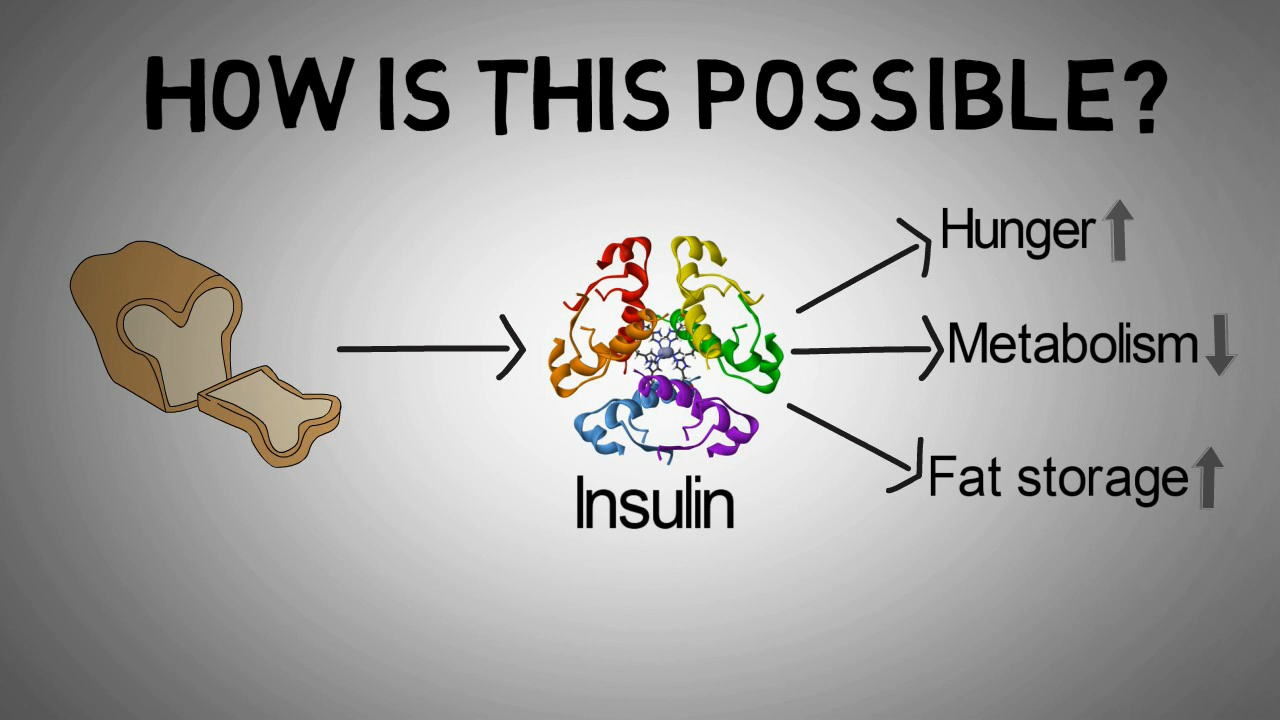 HOW IS THIS POSSIBLE?
Hunger
Metabolism
Fat storage
Insulin